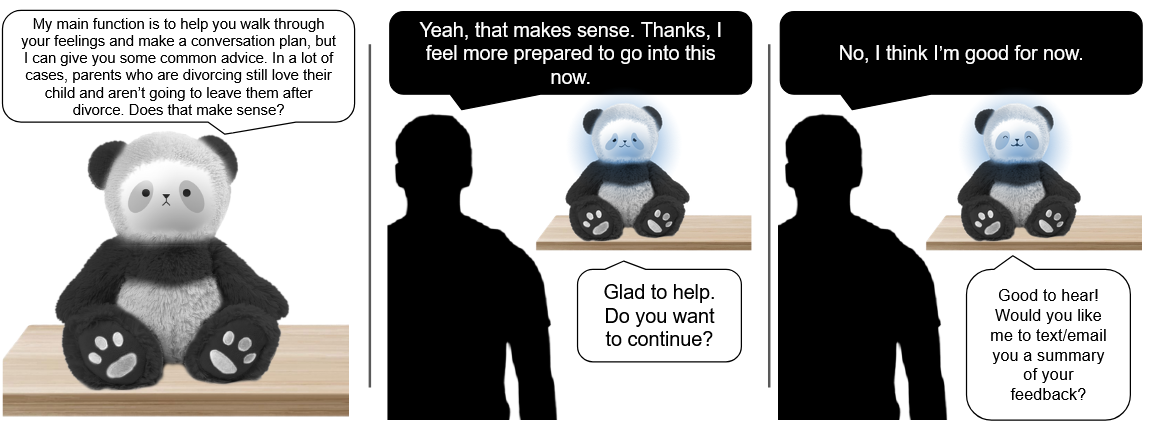 My main function is to help you walk through
your feelings and make a conversation plan, but
I can give you some common advice. In a lot of
cases, parents who are divorcing still love their
child and aren’t going to leave them after
divorce. Does that make sense?
Yeah, that makes sense. Thanks, I
feel more prepared to go into this
now.
Glad to help.
Do you want
to continue?
No, I think I’m good for now.
Good to hear!
Would you like
me to text/email
you a summary
of your
feedback?